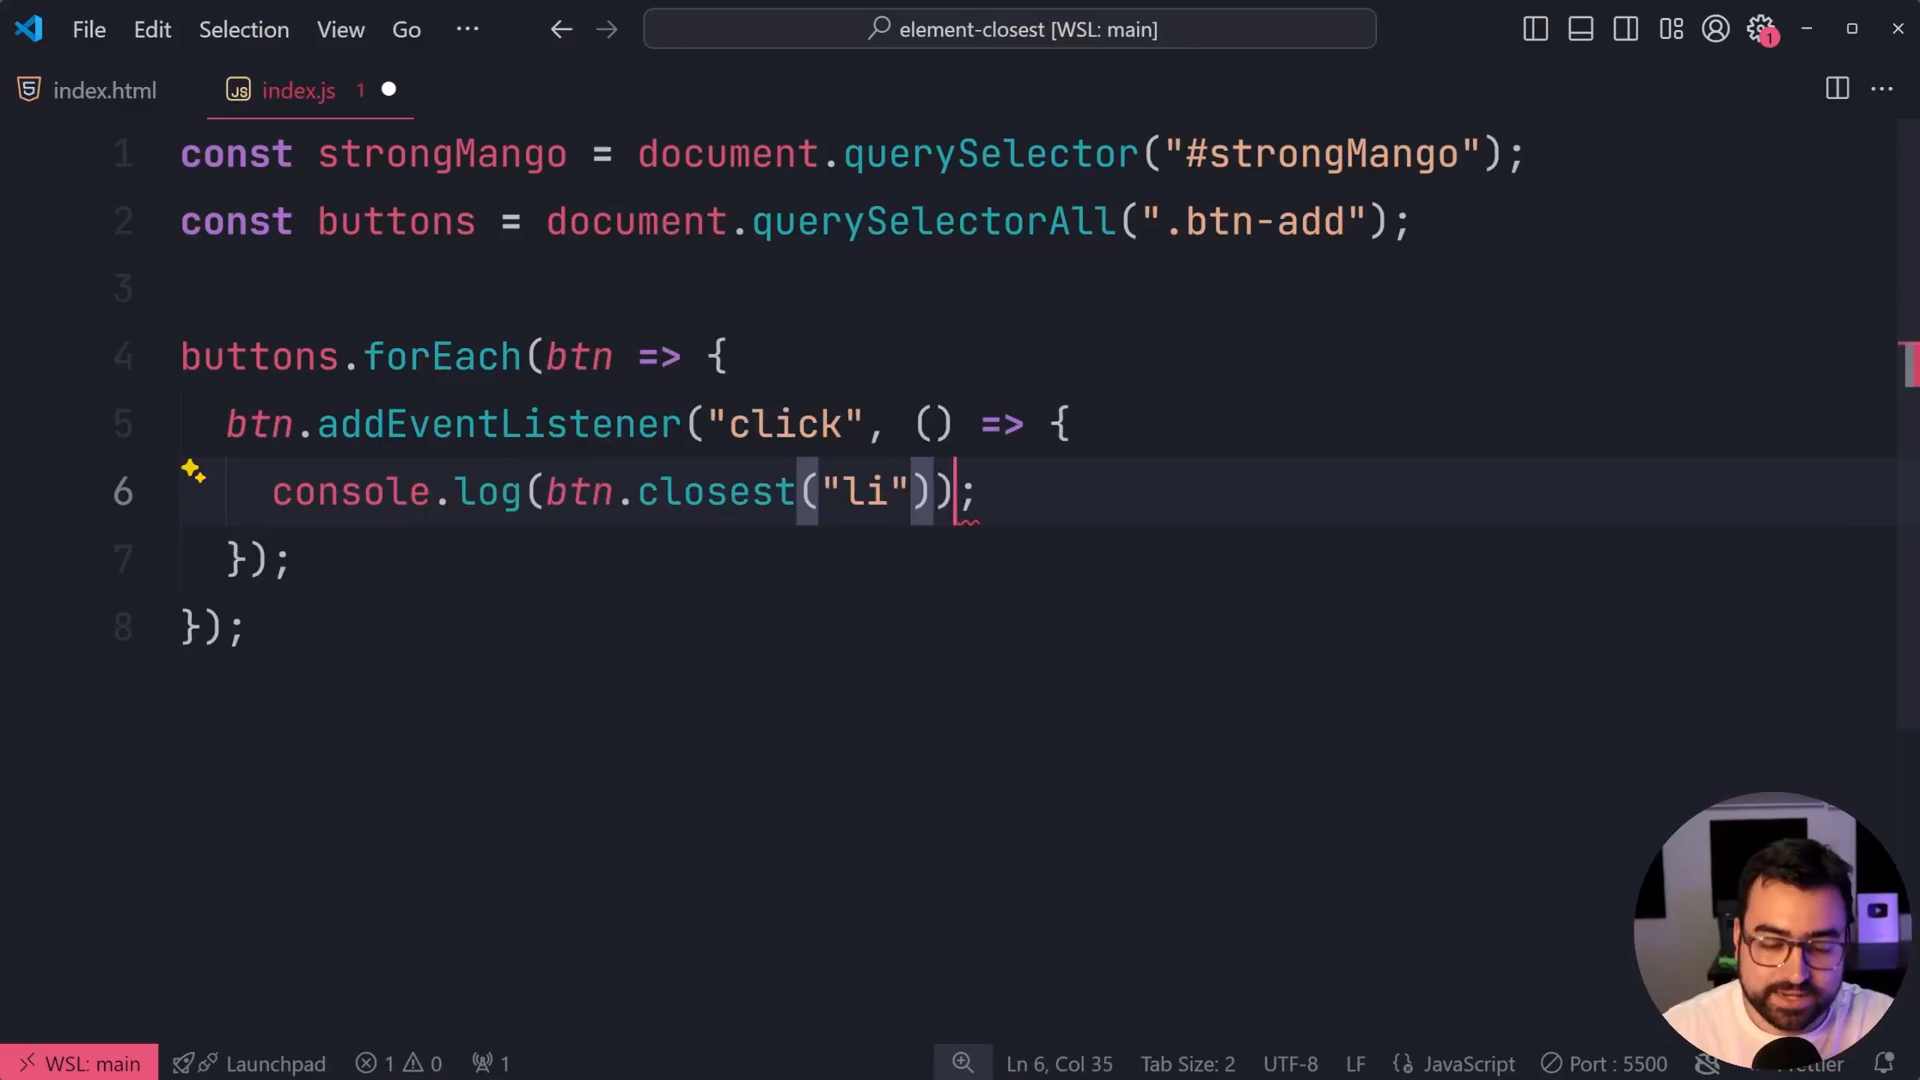 File Edit Selection View Go ··· element-closest [WSL: main] 1
index.html JS index.js 1
1 const strongMango = document.querySelector("#strongMango");
2 const buttons = document.querySelectorAll(".btn-add");
3
4 buttons.forEach(btn => {
5 btn.addEventListener("click", () => {
6 console.log(btn.closest("li"));
7 });
8 });
WSL: main Launchpad 1 0 1 Ln 6, Col 35 Tab Size: 2 UTF-8 LF {} JavaScript Port : 5500